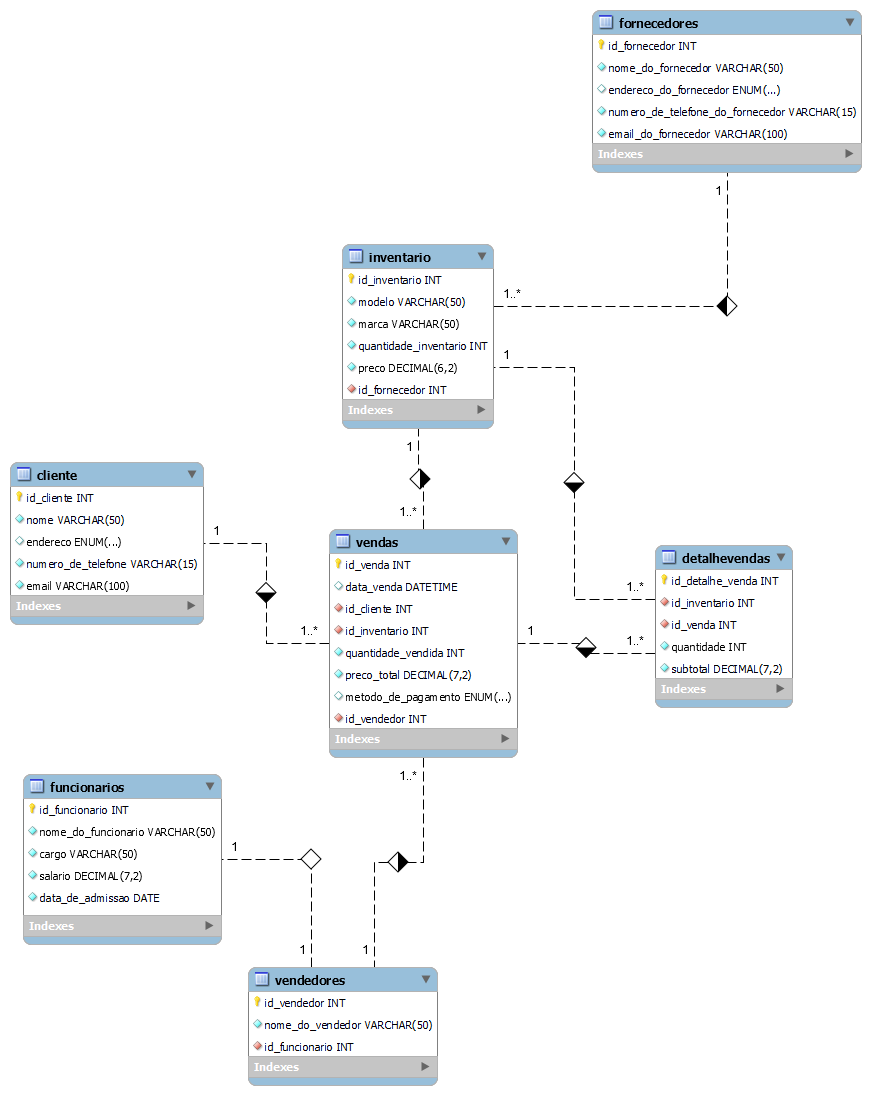 fornecedores
id_fornecedor INT
nome_do_fornecedor VARCHAR(50)
endereco_do_fornecedor ENUM(...)
numero_de_telefone_do_fornecedor VARCHAR(15)
email_do_fornecedor VARCHAR(100)
Indexes
1
inventario
id_inventario INT
modelo VARCHAR(50)
marca VARCHAR(50)
quantidade_inventario INT
preco DECIMAL(6,2)
id_fornecedor INT
Indexes
1..*
1
1
1..*
cliente
id_cliente INT
nome VARCHAR(50)
endereco ENUM(...)
numero_de_telefone VARCHAR(15)
email VARCHAR(100)
Indexes
1
1..*
vendas
id_venda INT
data_venda DATETIME
id_cliente INT
id_inventario INT
quantidade_vendida INT
preco_total DECIMAL(7,2)
metodo_de_pagamento ENUM(...)
id_vendedor INT
Indexes
1
1..*
1..*
1..*
detalhevendas
id_detalhe_venda INT
id_inventario INT
id_venda INT
quantidade INT
subtotal DECIMAL(7,2)
Indexes
funcionarios
id_funcionario INT
nome_do_funcionario VARCHAR(50)
cargo VARCHAR(50)
salario DECIMAL(7,2)
data_de_admissao DATE
Indexes
1
1
1
vendedores
id_vendedor INT
nome_do_vendedor VARCHAR(50)
id_funcionario INT
Indexes